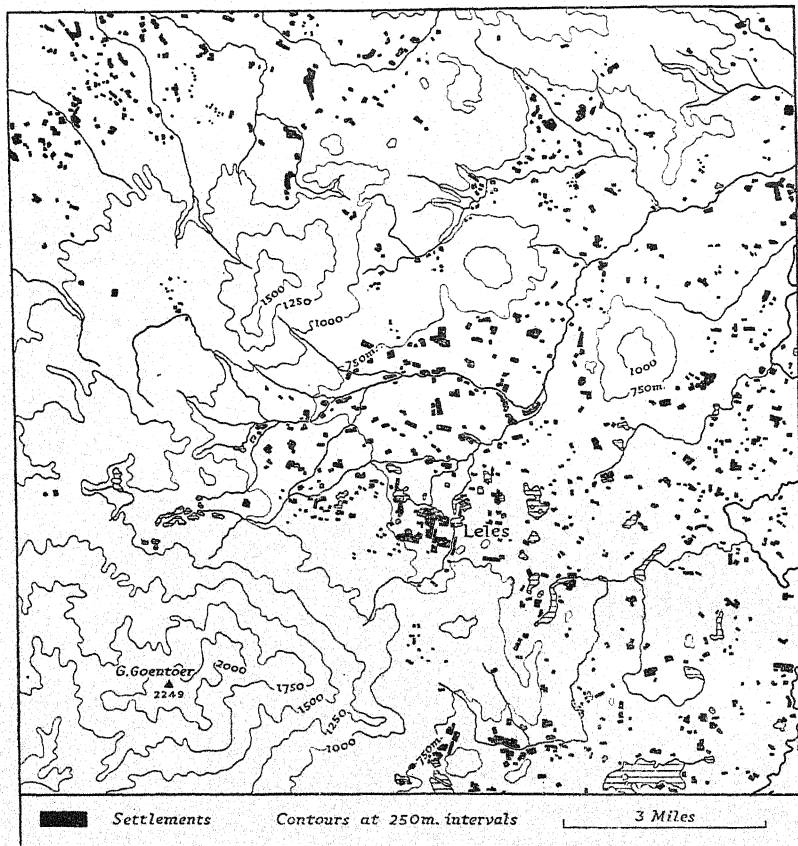 1500
1250
1000
750m.
1000
750m.
Leles
G. Goentoer
2249
2000
1750
1500
1250
1000
750m.
Settlements Contours at 250m. intervals 3 Miles